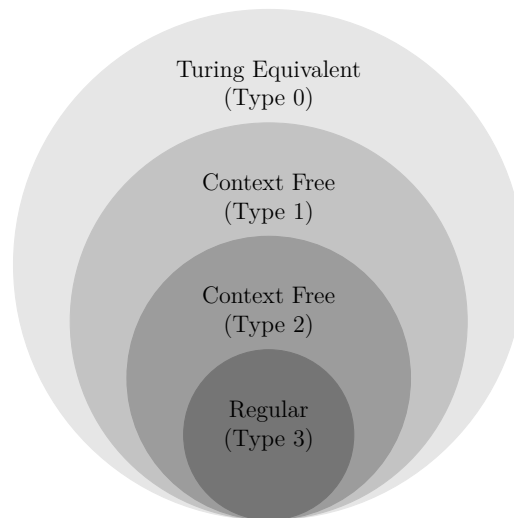 Turing Equivalent
(Type 0)
Context Free
(Type 1)
Context Free
(Type 2)
Regular
(Type 3)